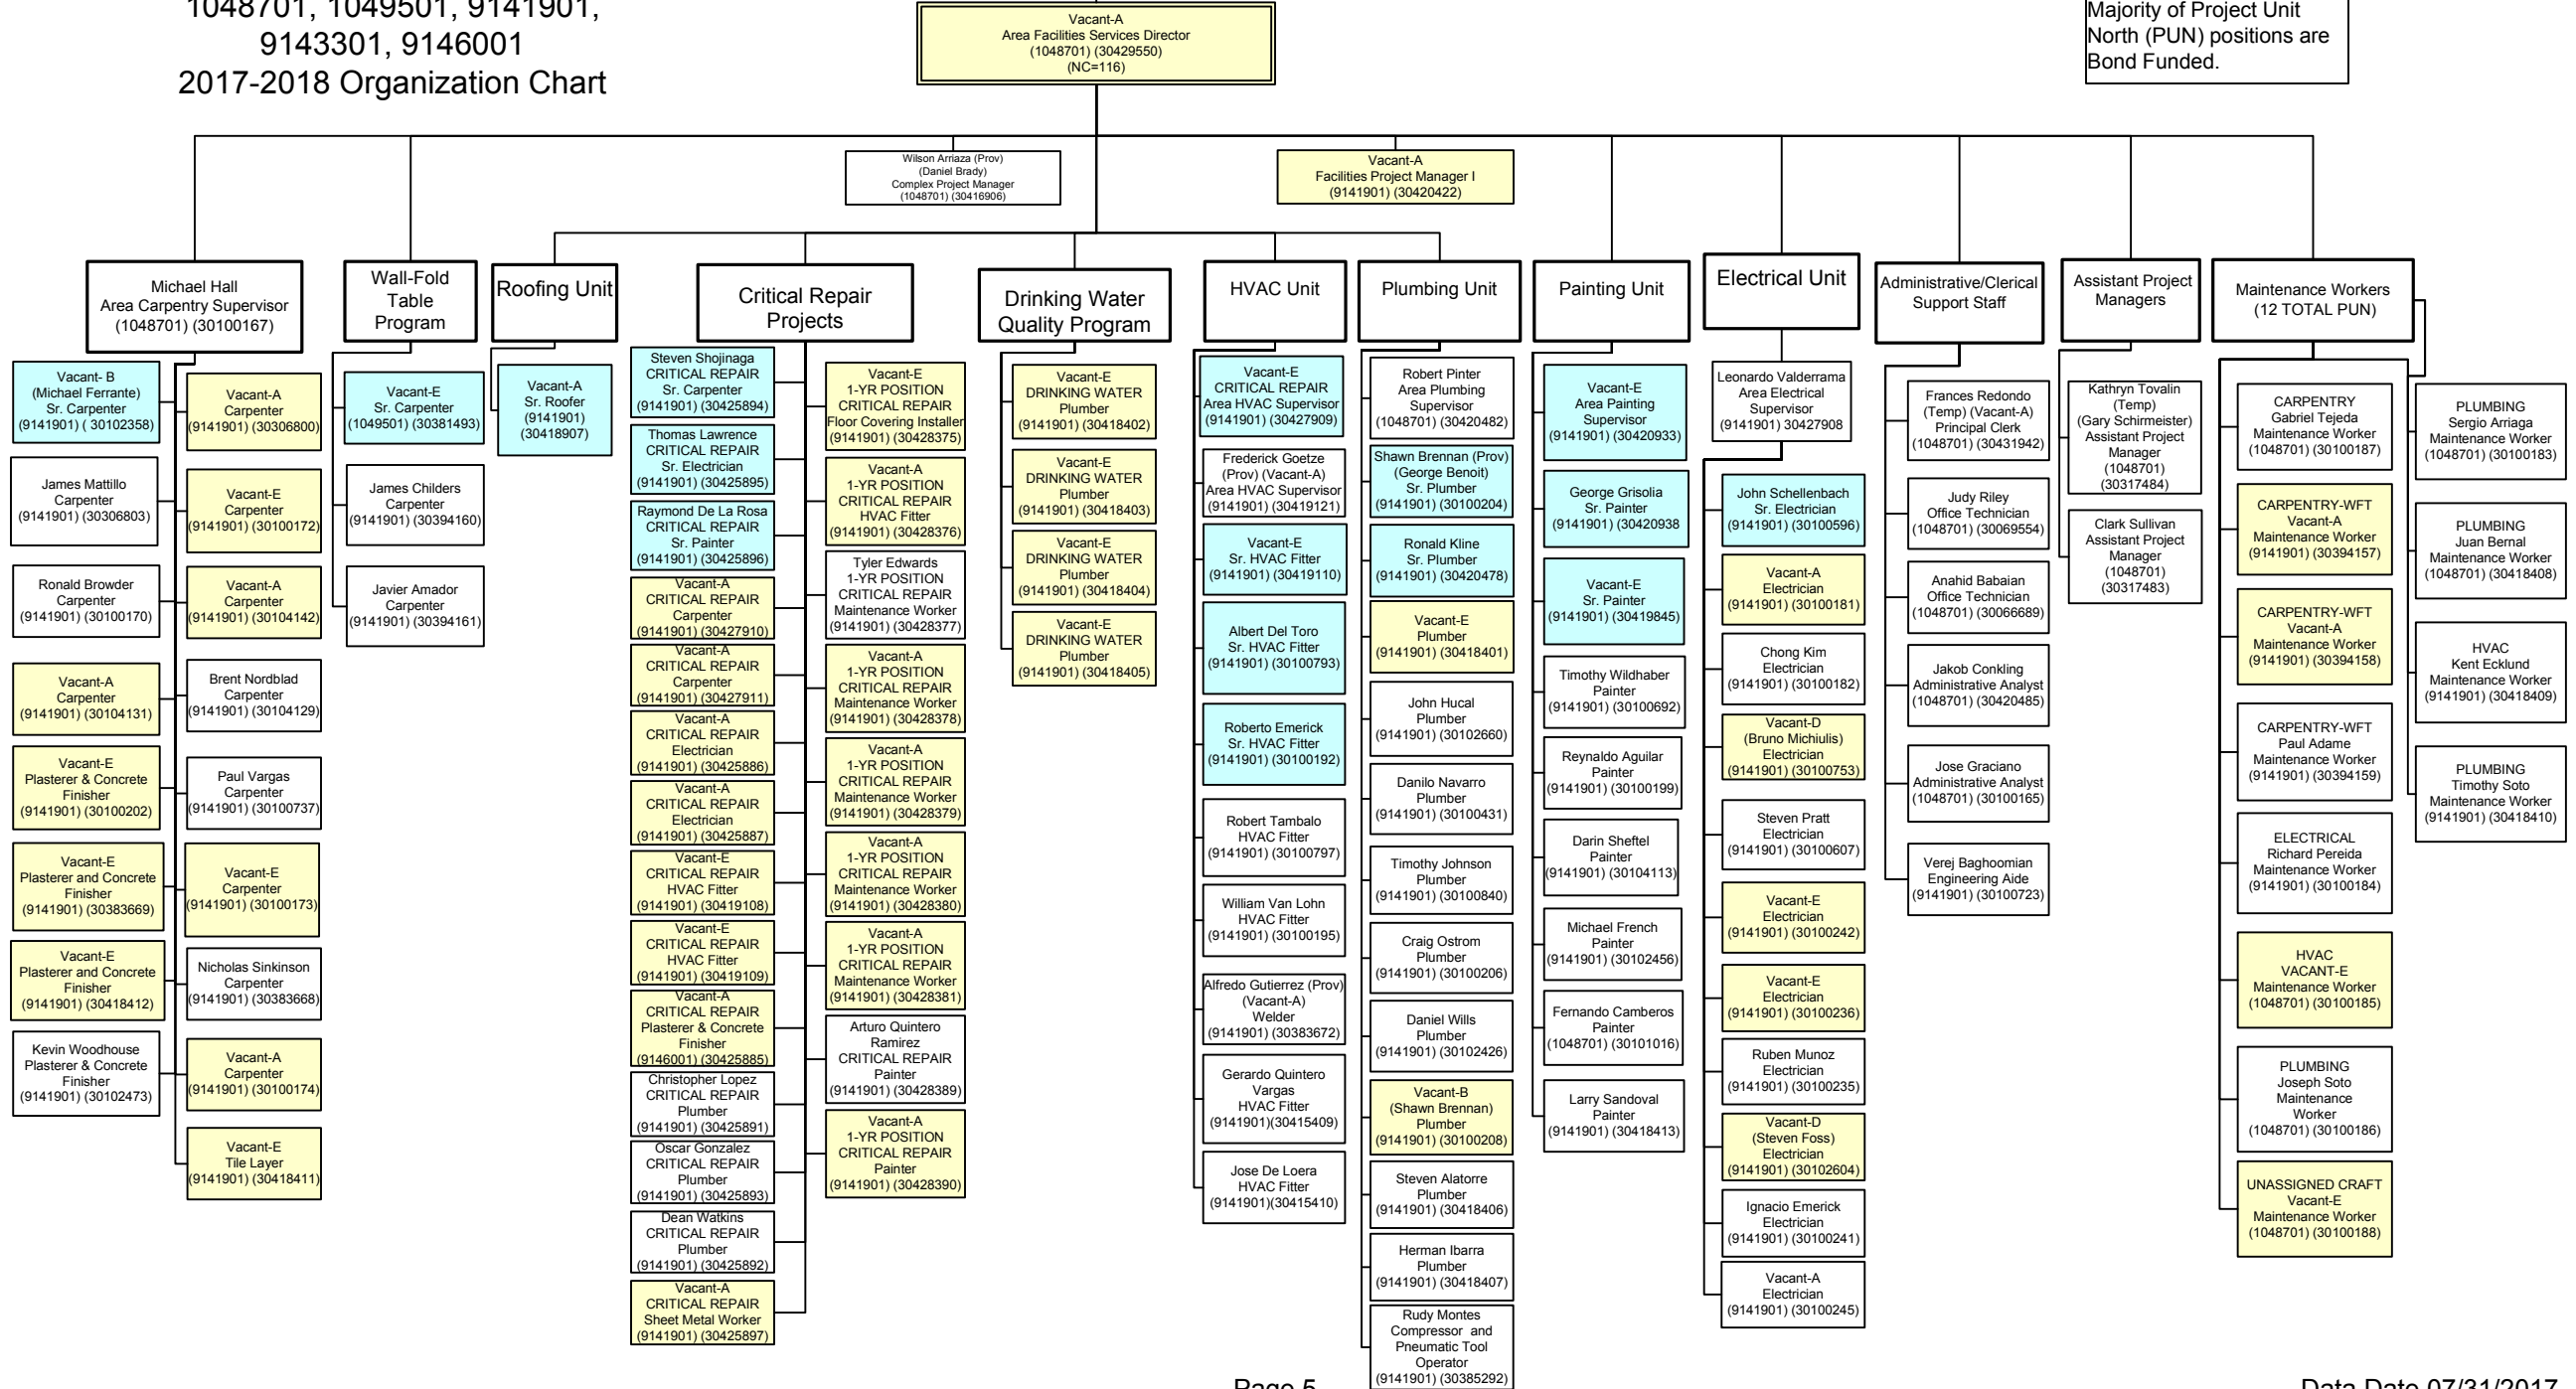 1048701, 1049501, 9141901,
9143301, 9146001
2017-2018 Organization Chart
Vacant-A
Area Facilities Services Director
(1048701) (30429550)
(NC=116)
Majority of Project Unit
North (PUN) positions are
Bond Funded.
Wilson Arriaza (Prov)
(Daniel Brady)
Complex Project Manager
(1048701) (30416906)
Vacant-A
Facilities Project Manager I
(9141901) (30420422)
Michael Hall
Area Carpentry Supervisor
(1048701) (30100167)
Vacant- B
(Michael Ferrante)
Sr. Carpenter
(9141901) ( 30102358)
James Mattillo
Carpenter
(9141901) (30306803)
Ronald Browder
Carpenter
(9141901) (30100170)
Vacant-A
Carpenter
(9141901) (30104131)
Vacant-E
Plasterer & Concrete
Finisher
(9141901) (30100202)
Vacant-E
Plasterer and Concrete
Finisher
(9141901) (30383669)
Vacant-E
Plasterer and Concrete
Finisher
(9141901) (30418412)
Kevin Woodhouse
Plasterer & Concrete
Finisher
(9141901) (30102473)
Vacant-A
Carpenter
(9141901) (30306800)
Vacant-E
Carpenter
(9141901) (30100172)
Vacant-A
Carpenter
(9141901) (30104142)
Brent Nordblad
Carpenter
(9141901) (30104129)
Paul Vargas
Carpenter
(9141901) (30100737)
Vacant-E
Carpenter
(9141901) (30100173)
Nicholas Sinkinson
Carpenter
(9141901) (30383668)
Vacant-A
Carpenter
(9141901) (30100174)
Vacant-E
Tile Layer
(9141901) (30418411)
Wall-Fold
Table
Program
Vacant-E
Sr. Carpenter
(1049501) (30381493)
James Childers
Carpenter
(9141901) (30394160)
Javier Amador
Carpenter
(9141901) (30394161)
Roofing Unit
Vacant-A
Sr. Roofer
(9141901)
(30418907)
Critical Repair
Projects
Steven Shojinaga
CRITICAL REPAIR
Sr. Carpenter
(9141901) (30425894)
Thomas Lawrence
CRITICAL REPAIR
Sr. Electrician
(9141901) (30425895)
Raymond De La Rosa
CRITICAL REPAIR
Sr. Painter
(9141901) (30425896)
Vacant-A
CRITICAL REPAIR
Carpenter
(9141901) (30427910)
Vacant-A
CRITICAL REPAIR
Carpenter
(9141901) (30427911)
Vacant-A
CRITICAL REPAIR
Electrician
(9141901) (30425886)
Vacant-A
CRITICAL REPAIR
Electrician
(9141901) (30425887)
Vacant-E
CRITICAL REPAIR
HVAC Fitter
(9141901) (30419108)
Vacant-E
CRITICAL REPAIR
HVAC Fitter
(9141901) (30419109)
Vacant-A
CRITICAL REPAIR
Plasterer & Concrete
Finisher
(9146001) (30425885)
Christopher Lopez
CRITICAL REPAIR
Plumber
(9141901) (30425891)
Oscar Gonzalez
CRITICAL REPAIR
Plumber
(9141901) (30425893)
Dean Watkins
CRITICAL REPAIR
Plumber
(9141901) (30425892)
Vacant-A
CRITICAL REPAIR
Sheet Metal Worker
(9141901) (30425897)
Vacant-E
1-YR POSITION
CRITICAL REPAIR
Floor Covering Installer
(9141901) (30428375)
Vacant-A
1-YR POSITION
CRITICAL REPAIR
HVAC Fitter
(9141901) (30428376)
Tyler Edwards
1-YR POSITION
CRITICAL REPAIR
Maintenance Worker
(9141901) (30428377)
Vacant-A
1-YR POSITION
CRITICAL REPAIR
Maintenance Worker
(9141901) (30428378)
Vacant-A
1-YR POSITION
CRITICAL REPAIR
Maintenance Worker
(9141901) (30428379)
Vacant-A
1-YR POSITION
CRITICAL REPAIR
Maintenance Worker
(9141901) (30428380)
Vacant-A
1-YR POSITION
CRITICAL REPAIR
Maintenance Worker
(9141901) (30428381)
Arturo Quintero
Ramirez
CRITICAL REPAIR
Painter
(9141901) (30428389)
Vacant-A
1-YR POSITION
CRITICAL REPAIR
Painter
(9141901) (30428390)
Drinking Water
Quality Program
Vacant-E
DRINKING WATER
Plumber
(9141901) (30418402)
Vacant-E
DRINKING WATER
Plumber
(9141901) (30418403)
Vacant-E
DRINKING WATER
Plumber
(9141901) (30418404)
Vacant-E
DRINKING WATER
Plumber
(9141901) (30418405)
HVAC Unit
Vacant-E
CRITICAL REPAIR
Area HVAC Supervisor
(9141901) (30427909)
Frederick Goetze
(Prov) (Vacant-A)
Area HVAC Supervisor
(9141901) (30419121)
Vacant-E
Sr. HVAC Fitter
(9141901) (30419110)
Albert Del Toro
Sr. HVAC Fitter
(9141901) (30100793)
Roberto Emerick
Sr. HVAC Fitter
(9141901) (30100192)
Robert Tambalo
HVAC Fitter
(9141901) (30100797)
William Van Lohn
HVAC Fitter
(9141901) (30100195)
Alfredo Gutierrez (Prov)
(Vacant-A)
Welder
(9141901) (30383672)
Gerardo Quintero
Vargas
HVAC Fitter
(9141901)(30415409)
Jose De Loera
HVAC Fitter
(9141901)(30415410)
Plumbing Unit
Robert Pinter
Area Plumbing
Supervisor
(1048701) (30420482)
Shawn Brennan (Prov)
(George Benoit)
Sr. Plumber
(9141901) (30100204)
Ronald Kline
Sr. Plumber
(9141901) (30420478)
Vacant-E
Plumber
(9141901) (30418401)
John Hucal
Plumber
(9141901) (30102660)
Danilo Navarro
Plumber
(9141901) (30100431)
Timothy Johnson
Plumber
(9141901) (30100840)
Craig Ostrom
Plumber
(9141901) (30100206)
Daniel Wills
Plumber
(9141901) (30102426)
Vacant-B
(Shawn Brennan)
Plumber
(9141901) (30100208)
Steven Alatorre
Plumber
(9141901) (30418406)
Herman Ibarra
Plumber
(9141901) (30418407)
Rudy Montes
Compressor and
Pneumatic Tool
Operator
(9141901) (30385292)
Painting Unit
Vacant-E
Area Painting
Supervisor
(9141901) (30420933)
George Grisolia
Sr. Painter
(9141901) (30420938
Vacant-E
Sr. Painter
(9141901) (30419845)
Timothy Wildhaber
Painter
(9141901) (30100692)
Reynaldo Aguilar
Painter
(9141901) (30100199)
Darin Sheftel
Painter
(9141901) (30104113)
Michael French
Painter
(9141901) (30102456)
Fernando Camberos
Painter
(1048701) (30101016)
Larry Sandoval
Painter
(9141901) (30418413)
Electrical Unit
Leonardo Valderrama
Area Electrical
Supervisor
(9141901) 30427908)
John Schellenbach
Sr. Electrician
(9141901) (30100596)
Vacant-A
Electrician
(9141901) (30100181)
Chong Kim
Electrician
(9141901) (30100182)
Vacant-D
(Bruno Michiulis)
Electrician
(9141901) (30100753)
Steven Pratt
Electrician
(9141901) (30100607)
Vacant-E
Electrician
(9141901) (30100242)
Vacant-E
Electrician
(9141901) (30100236)
Ruben Munoz
Electrician
(9141901) (30100235)
Vacant-D
(Steven Foss)
Electrician
(9141901) (30102604)
Ignacio Emerick
Electrician
(9141901) (30100241)
Vacant-A
Electrician
(9141901) (30100245)
Administrative/Clerical
Support Staff
Frances Redondo
(Temp) (Vacant-A)
Principal Clerk
(1048701) (30431942)
Judy Riley
Office Technician
(1048701) (30069554)
Anahid Babaian
Office Technician
(1048701) (30066689)
Jakob Conkling
Administrative Analyst
(1048701) (30420485)
Jose Graciano
Administrative Analyst
(1048701) (30100165)
Verej Baghoomian
Engineering Aide
(9141901) (30100723)
Assistant Project
Managers
Kathryn Tovalin
(Temp)
(Gary Schirmeister)
Assistant Project
Manager
(1048701)
(30317484)
Clark Sullivan
Assistant Project
Manager
(1048701)
(30317483)
Maintenance Workers
(12 TOTAL PUN)
CARPENTRY
Gabriel Tejeda
Maintenance Worker
(1048701) (30100187)
CARPENTRY-WFT
Vacant-A
Maintenance Worker
(9141901) (30394157)
CARPENTRY-WFT
Vacant-A
Maintenance Worker
(9141901) (30394158)
CARPENTRY-WFT
Paul Adame
Maintenance Worker
(9141901) (30394159)
ELECTRICAL
Richard Pereida
Maintenance Worker
(9141901) (30100184)
HVAC
VACANT-E
Maintenance Worker
(1048701) (30100185)
PLUMBING
Joseph Soto
Maintenance
Worker
(1048701) (30100186)
UNASSIGNED CRAFT
Vacant-E
Maintenance Worker
(1048701) (30100188)
PLUMBING
Sergio Arriaga
Maintenance Worker
(1048701) (30100183)
PLUMBING
Juan Bernal
Maintenance Worker
(1048701) (30418408)
HVAC
Kent Ecklund
Maintenance Worker
(9141901) (30418409)
PLUMBING
Timothy Soto
Maintenance Worker
(9141901) (30418410)
Page 5
Data Date 07/31/2017